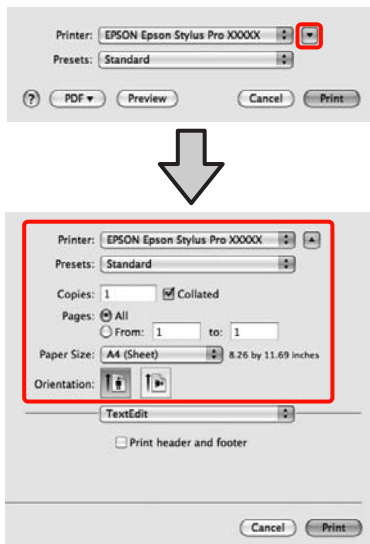 Printer: EPSON Epson Stylus Pro XXXXX
Presets: Standard
? PDF▼ Preview Cancel Print
Printer: EPSON Epson Stylus Pro XXXXX
Presets: Standard
Copies: 1 Collated
Pages: All
From: 1 to: 1
Paper Size: A4 (Sheet) 8.26 by 11.69 inches
Orientation:
TextEdit
Print header and footer
Cancel Print